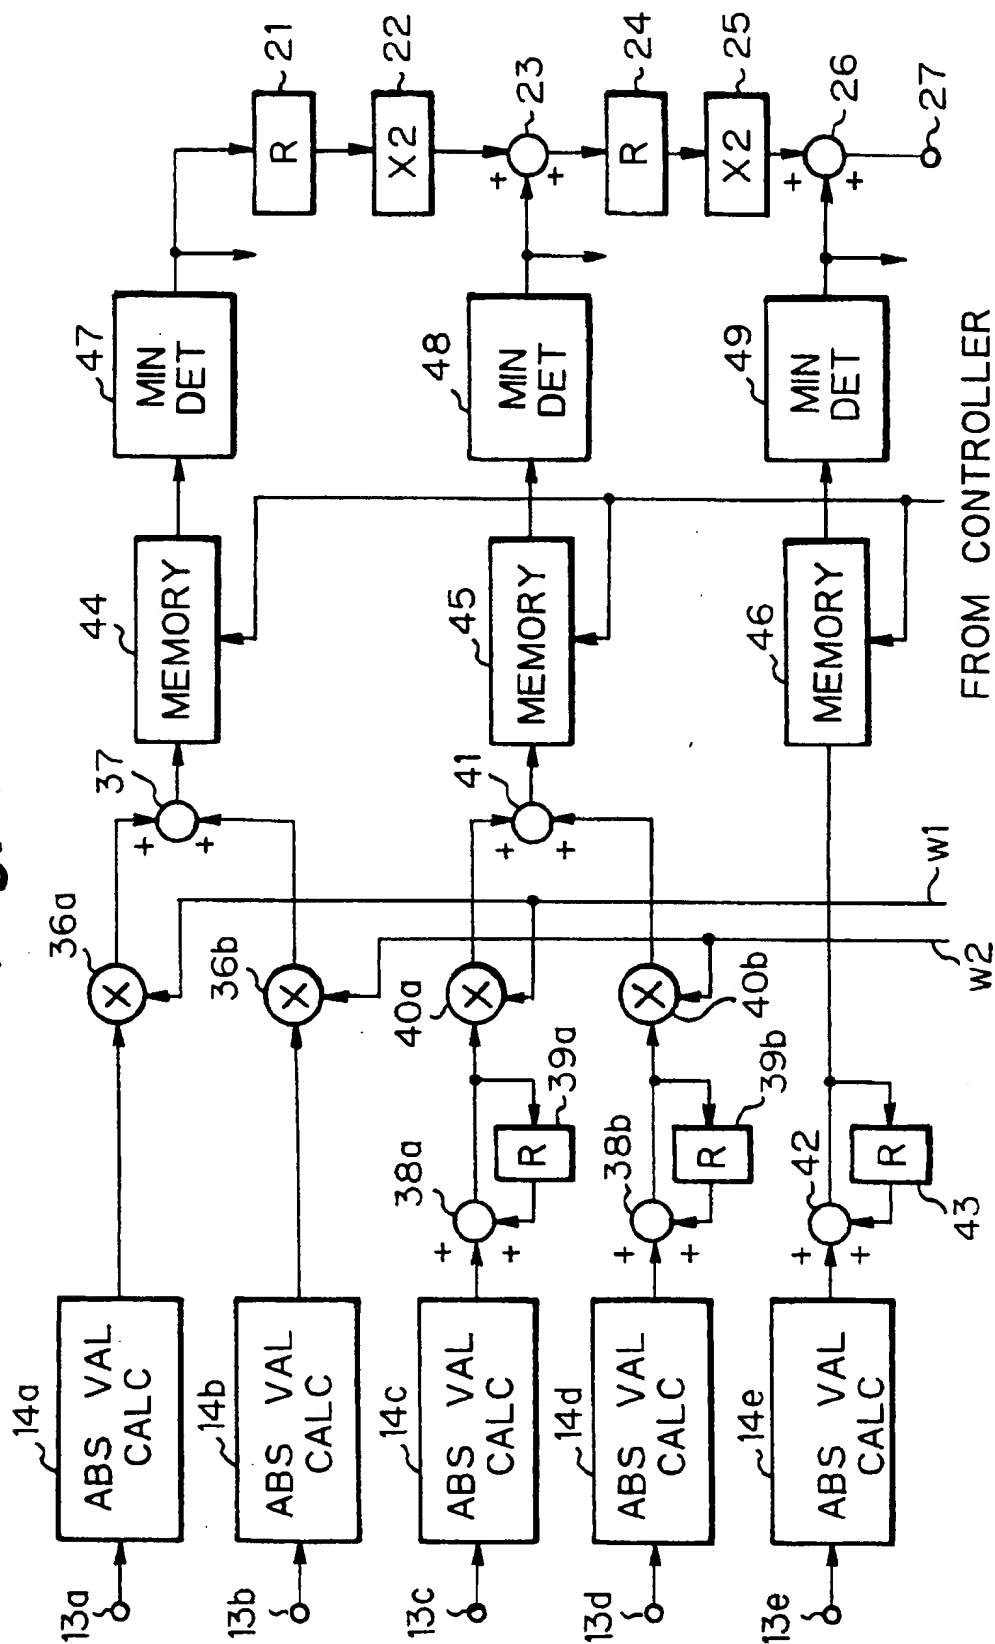 13a
14a
ABS VAL
CALC
36a
X
+
+
37
44
MEMORY
47
MIN
DET
R
21
X2
22
13b
14b
ABS VAL
CALC
36b
X
13c
14c
ABS VAL
CALC
+
+
38a
R
39a
40a
X
+
+
41
45
MEMORY
48
MIN
DET
+
+
23
R
24
X2
25
13d
14d
ABS VAL
CALC
+
+
38b
R
39b
X
40b
13e
14e
ABS VAL
CALC
+
+
42
R
43
46
MEMORY
49
MIN
DET
+
+
26
27
w2
w1
FROM CONTROLLER